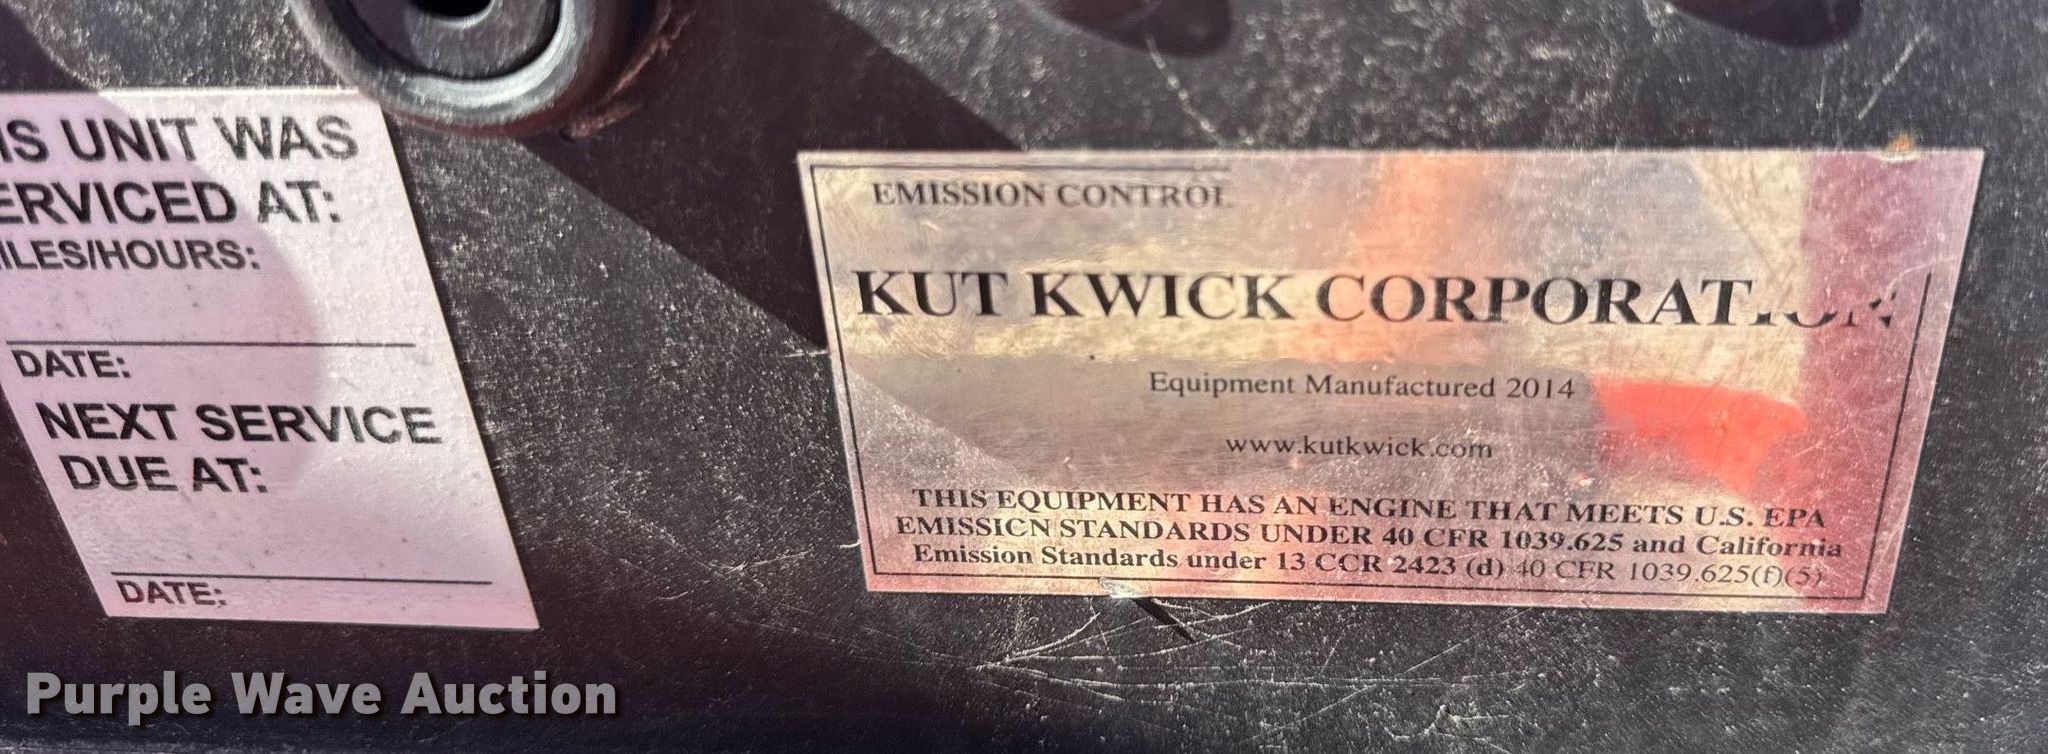 IS UNIT WAS
ERVICED AT:
ILES/HOURS:
DATE:
NEXT SERVICE
DUE AT:
DATE:
EMISSION CONTROL
KUT KWICK CORPORATION
Equipment Manufactured 2014
www.kutkwick.com
THIS EQUIPMENT HAS AN ENGINE THAT MEETS U.S. EPA
EMISSION STANDARDS UNDER 40 CFR 1039.625 and California
Emission Standards under 13 CCR 2423 (d) 40 CFR 1039.625(f)(5)
Purple Wave Auction